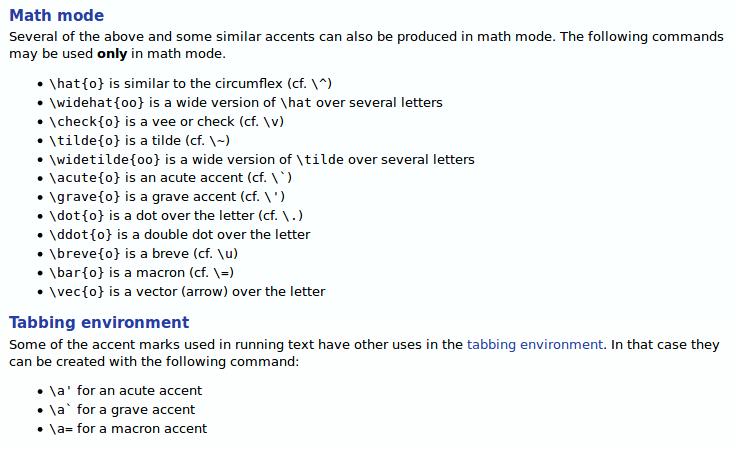 Math mode
Several of the above and some similar accents can also be produced in math mode. The following commands
may be used only in math mode.
• \hat{o} is similar to the circumflex (cf. \^)
• \widehat{oo} is a wide version of \hat over several letters
• \check{o} is a vee or check (cf. \v)
• \tilde{o} is a tilde (cf. \~)
• \widetilde{oo} is a wide version of \tilde over several letters
• \acute{o} is an acute accent (cf. \`)
• \grave{o} is a grave accent (cf. \')
• \dot{o} is a dot over the letter (cf. \.)
• \ddot{o} is a double dot over the letter
• \breve{o} is a breve (cf. \u)
• \bar{o} is a macron (cf. \=)
• \vec{o} is a vector (arrow) over the letter
Tabbing environment
Some of the accent marks used in running text have other uses in the tabbing environment. In that case they
can be created with the following command:
• \a' for an acute accent
• \a` for a grave accent
• \a= for a macron accent